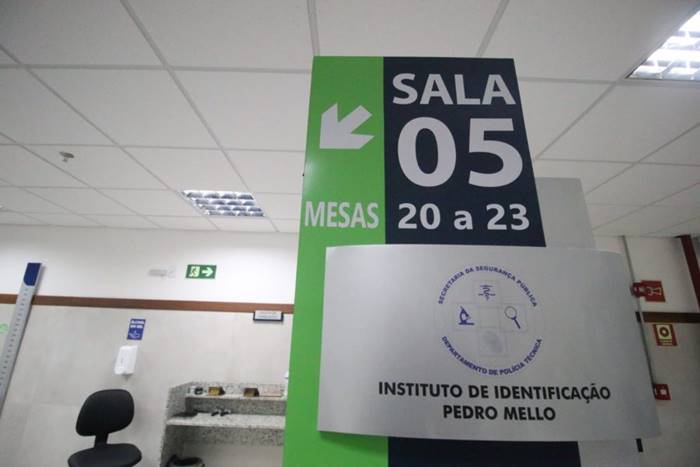 SALA
05
MESAS 20 a 23
SECRETARIA DA SEGURANÇA PÚBLICA
DEPARTAMENTO DE POLÍCIA TÉCNICA
INSTITUTO DE IDENTIFICAÇÃO
PEDRO MELLO